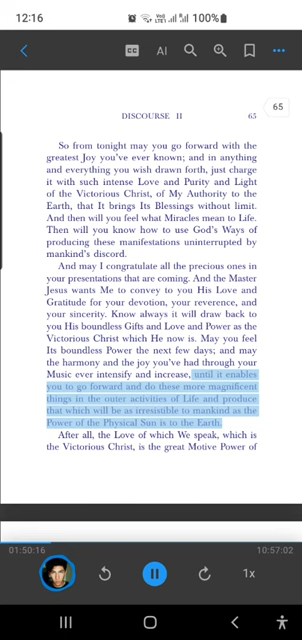 12:16
100%
CC AI
65
DISCOURSE II 65
So from tonight may you go forward with the
greatest Joy you've ever known; and in anything
and everything you wish drawn forth, just charge
it with such intense Love and Purity and Light
of the Victorious Christ, of My Authority to the
Earth, that It brings Its Blessings without limit.
And then will you feel what Miracles mean to Life.
Then will you know how to use God's Ways of
producing these manifestations uninterrupted by
mankind's discord.
And may I congratulate all the precious ones in
your presentations that are coming. And the Master
Jesus wants Me to convey to you His Love and
Gratitude for your devotion, your reverence, and
your sincerity. Know always it will draw back to
you His boundless Gifts and Love and Power as the
Victorious Christ which He now is. May you feel
Its boundless Power the next few days; and may
the harmony and the joy you've had through your
Music ever intensify and increase, until it enables
you to go forward and do these more magnificent
things in the outer activities of Life and produce
that which will be as irresistible to mankind as the
Power of the Physical Sun is to the Earth.
After all, the Love of which We speak, which is
the Victorious Christ, is the great Motive Power of
01:50:16 10:57:02
1x